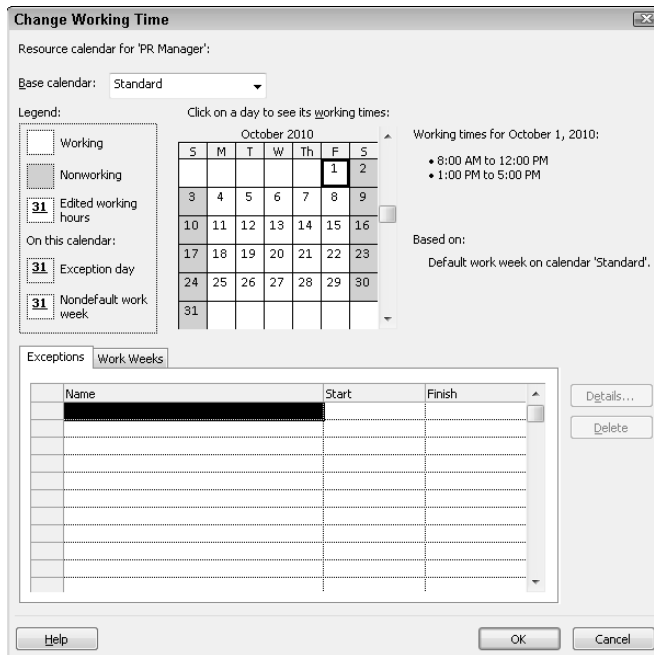 Change Working Time
Resource calendar for 'PR Manager':
Base calendar: Standard
Legend:
Working
Nonworking
31 Edited working
hours
On this calendar:
31 Exception day
31 Nondefault work
week
Click on a day to see its working times:
October 2010
S M T W Th F S
1 2
3 4 5 6 7 8 9
10 11 12 13 14 15 16
17 18 19 20 21 22 23
24 25 26 27 28 29 30
31
Working times for October 1, 2010:
• 8:00 AM to 12:00 PM
• 1:00 PM to 5:00 PM
Based on:
Default work week on calendar 'Standard'.
Exceptions Work Weeks
Name Start Finish
Details...
Delete
Help OK Cancel